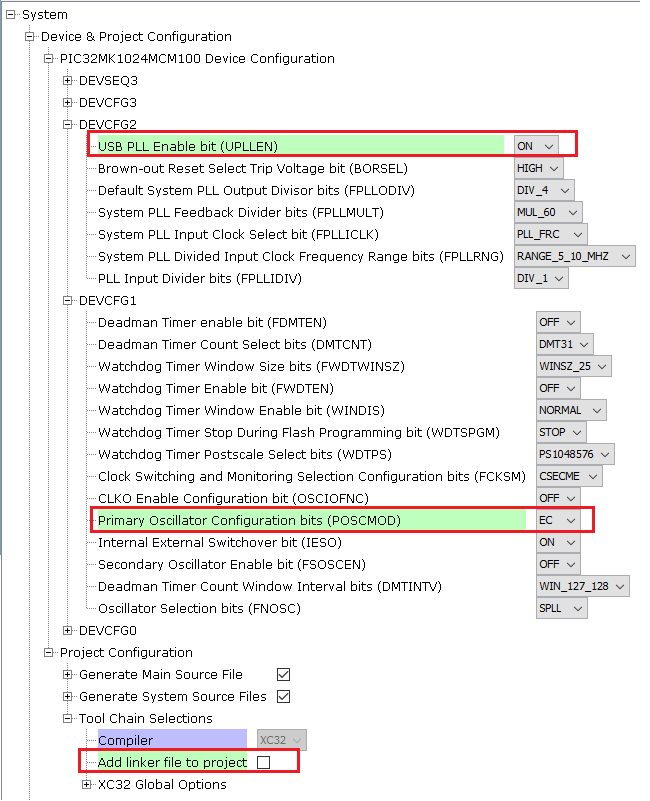 System
Device & Project Configuration
PIC32MK1024MCM100 Device Configuration
DEVSEQ3
DEVCFG3
DEVCFG2
USB PLL Enable bit (UPLLEN) ON
Brown-out Reset Select Trip Voltage bit (BORSEL) HIGH
Default System PLL Output Divisor bits (FPLLODIV) DIV_4
System PLL Feedback Divider bits (FPLLMULT) MUL_60
System PLL Input Clock Select bit (FPLLICLK) PLL_FRC
System PLL Divided Input Clock Frequency Range bits (FPLLRNG) RANGE_5_10_MHZ
PLL Input Divider bits (FPLLIDIV) DIV_1
DEVCFG1
Deadman Timer enable bit (FDMTEN) OFF
Deadman Timer Count Select bits (DMTCNT) DMT31
Watchdog Timer Window Size bits (FWDTWINSZ) WINSZ_25
Watchdog Timer Enable bit (FWDTEN) OFF
Watchdog Timer Window Enable bit (WINDIS) NORMAL
Watchdog Timer Stop During Flash Programming bit (WDTSPGM) STOP
Watchdog Timer Postscale Select bits (WDTPS) PS1048576
Clock Switching and Monitoring Selection Configuration bits (FCKSM) CSECME
CLKO Enable Configuration bit (OSCIOFNC) OFF
Primary Oscillator Configuration bits (POSCMOD) EC
Internal External Switchover bit (IESO) ON
Secondary Oscillator Enable bit (FSOSCEN) OFF
Deadman Timer Count Window Interval bits (DMTINTV) WIN_127_128
Oscillator Selection bits (FNOSC) SPLL
DEVCFG0
Project Configuration
Generate Main Source File
Generate System Source Files
Tool Chain Selections
Compiler XC32
Add linker file to project
XC32 Global Options